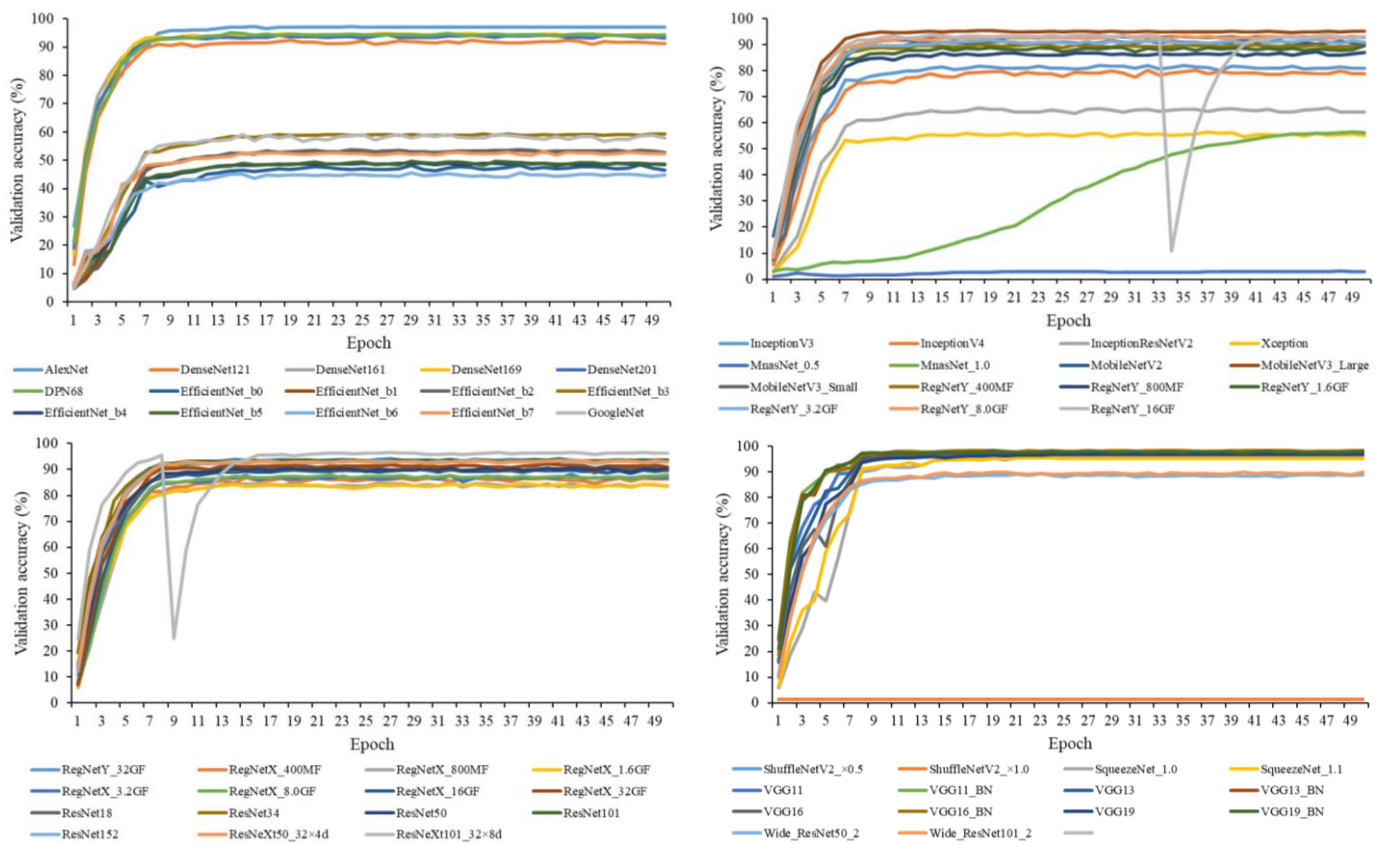 Validation accuracy (%)
100
90
80
70
60
50
40
30
20
10
0
1 3 5 7 9 11 13 15 17 19 21 23 25 27 29 31 33 35 37 39 41 43 45 47 49
Epoch
AlexNet DenseNet121 DenseNet161 DenseNet169 DenseNet201
DPN68 EfficientNet_b0 EfficientNet_b1 EfficientNet_b2 EfficientNet_b3
EfficientNet_b4 EfficientNet_b5 EfficientNet_b6 EfficientNet_b7 GoogleNet
Validation accuracy (%)
100
90
80
70
60
50
40
30
20
10
0
1 3 5 7 9 11 13 15 17 19 21 23 25 27 29 31 33 35 37 39 41 43 45 47 49
Epoch
InceptionV3 InceptionV4 InceptionResNetV2 Xception
MnasNet_0.5 MnasNet_1.0 MobileNetV2 MobileNetV3_Large
MobileNetV3_Small RegNetY_400MF RegNetY_800MF RegNetY_1.6GF
RegNetY_3.2GF RegNetY_8.0GF RegNetY_16GF
Validation accuracy (%)
100
90
80
70
60
50
40
30
20
10
0
1 3 5 7 9 11 13 15 17 19 21 23 25 27 29 31 33 35 37 39 41 43 45 47 49
Epoch
RegNetY_32GF RegNetX_400MF RegNetX_800MF RegNetX_1.6GF
RegNetX_3.2GF RegNetX_8.0GF RegNetX_16GF RegNetX_32GF
ResNet18 ResNet34 ResNet50 ResNet101
ResNet152 ResNeXt50_32×4d ResNeXt101_32×8d
Validation accuracy (%)
100
90
80
70
60
50
40
30
20
10
0
1 3 5 7 9 11 13 15 17 19 21 23 25 27 29 31 33 35 37 39 41 43 45 47 49
Epoch
ShuffleNetV2_×0.5 ShuffleNetV2_×1.0 SqueezeNet_1.0 SqueezeNet_1.1
VGG11 VGG11_BN VGG13 VGG13_BN
VGG16 VGG16_BN VGG19 VGG19_BN
Wide_ResNet50_2 Wide_ResNet101_2